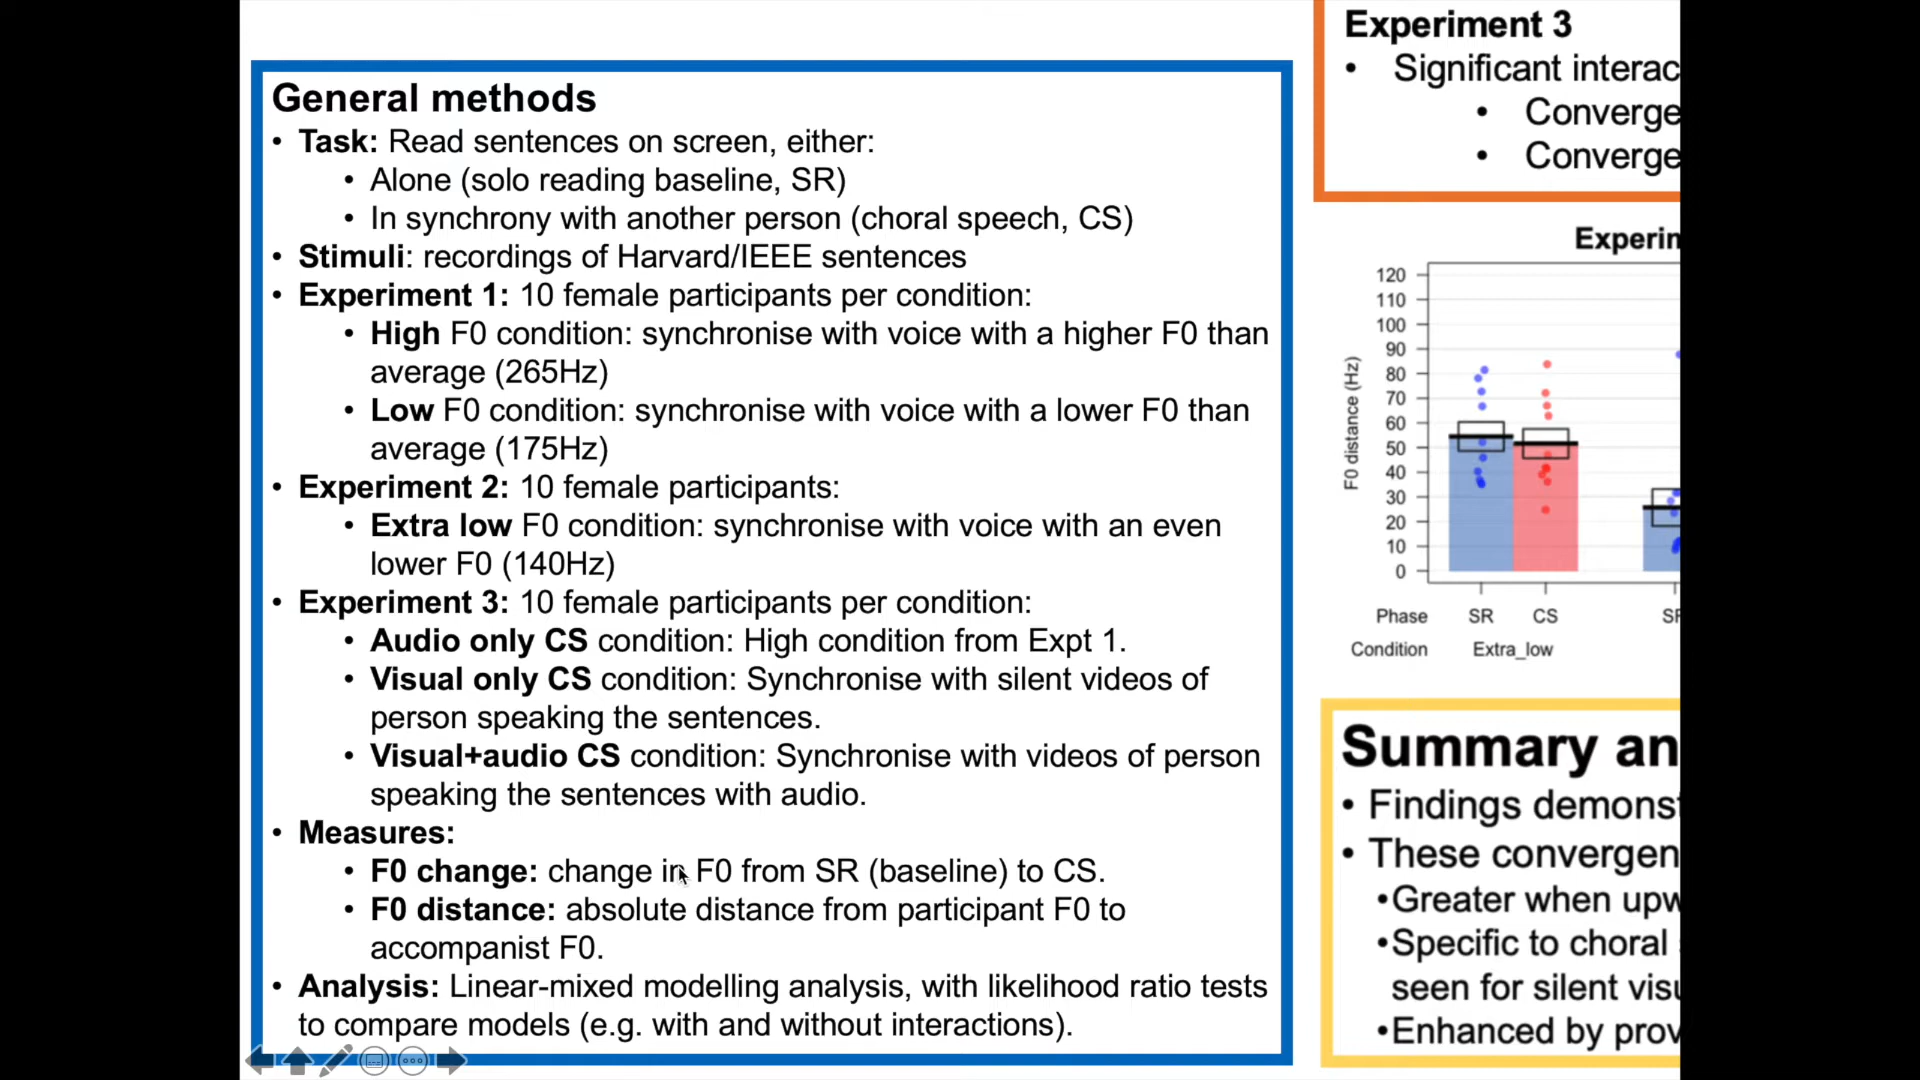 General methods
• Task: Read sentences on screen, either:
• Alone (solo reading baseline, SR)
• In synchrony with another person (choral speech, CS)
• Stimuli: recordings of Harvard/IEEE sentences
• Experiment 1: 10 female participants per condition:
• High F0 condition: synchronise with voice with a higher F0 than
average (265Hz)
• Low F0 condition: synchronise with voice with a lower F0 than
average (175Hz)
• Experiment 2: 10 female participants:
• Extra low F0 condition: synchronise with voice with an even
lower F0 (140Hz)
• Experiment 3: 10 female participants per condition:
• Audio only CS condition: High condition from Expt 1.
• Visual only CS condition: Synchronise with silent videos of
person speaking the sentences.
• Visual+audio CS condition: Synchronise with videos of person
speaking the sentences with audio.
• Measures:
• F0 change: change in F0 from SR (baseline) to CS.
• F0 distance: absolute distance from participant F0 to
accompanist F0.
• Analysis: Linear-mixed modelling analysis, with likelihood ratio tests
to compare models (e.g. with and without interactions).
Experiment 3
• Significant interac
• Converge
• Converge
Experin
F0 distance (Hz)
120
110
100
90
80
70
60
50
40
30
20
10
0
Phase SR CS
Condition Extra_low
Summary an
• Findings demons
• These convergen
•Greater when upw
•Specific to choral
seen for silent visu
•Enhanced by prov